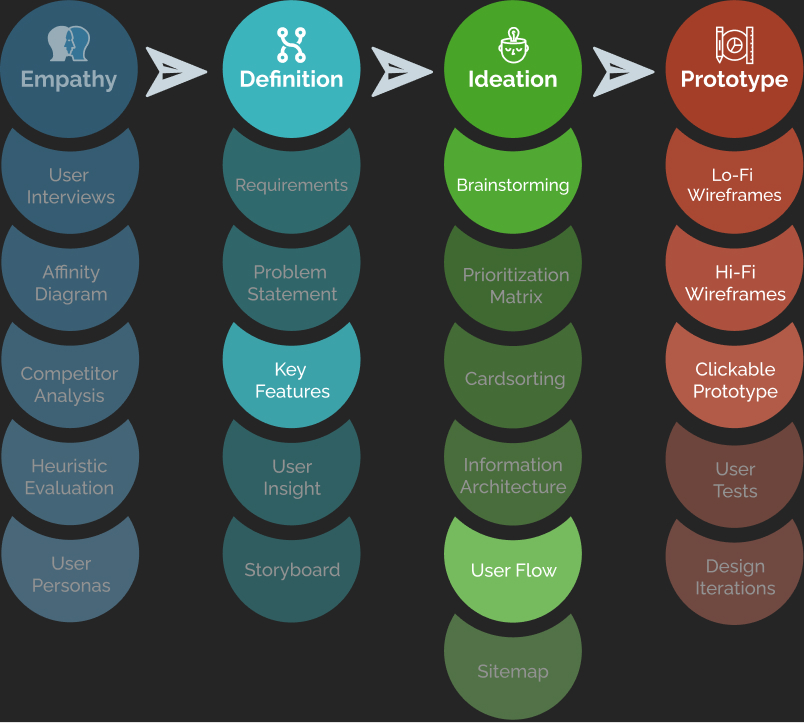 Empathy
User
Interviews
Affinity
Diagram
Competitor
Analysis
Heuristic
Evaluation
User
Personas
Definition
Requirements
Problem
Statement
Key
Features
User
Insight
Storyboard
Ideation
Brainstorming
Prioritization
Matrix
Cardsorting
Information
Architecture
User Flow
Sitemap
Prototype
Lo-Fi
Wireframes
Hi-Fi
Wireframes
Clickable
Prototype
User
Tests
Design
Iterations